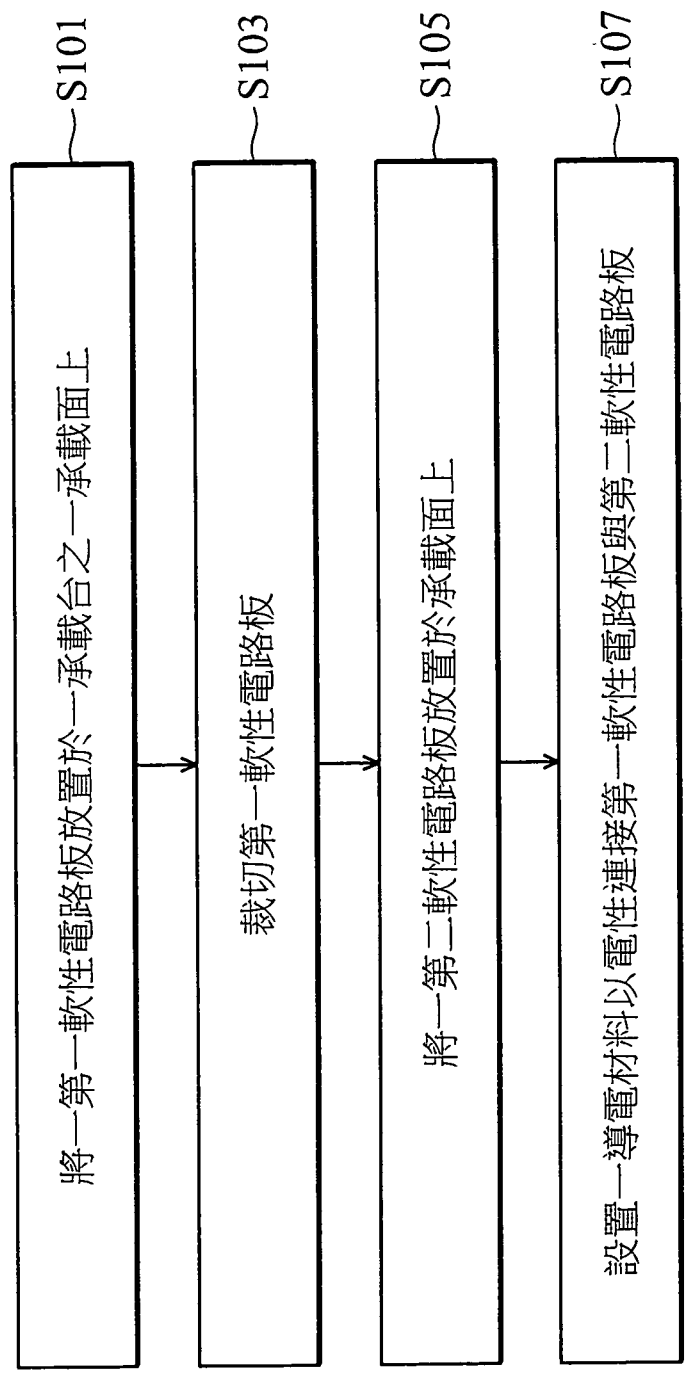 將一第一軟性電路板放置於一承載台之一承載面上
S101
裁切第一軟性電路板
S103
將一第二軟性電路板放置於承載面上
S105
設置一導電材料以電性連接第一軟性電路板與第二軟性電路板
S107